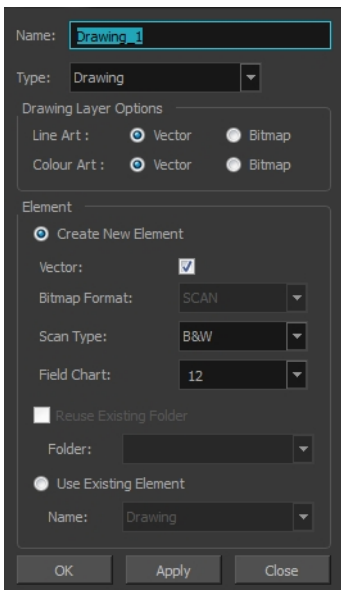 Name: Drawing_1
Type: Drawing
Drawing Layer Options
Line Art : Vector Bitmap
Colour Art : Vector Bitmap
Element
Create New Element
Vector:
Bitmap Format: SCAN
Scan Type: B&W
Field Chart: 12
Reuse Existing Folder
Folder:
Use Existing Element
Name: Drawing
OK Apply Close